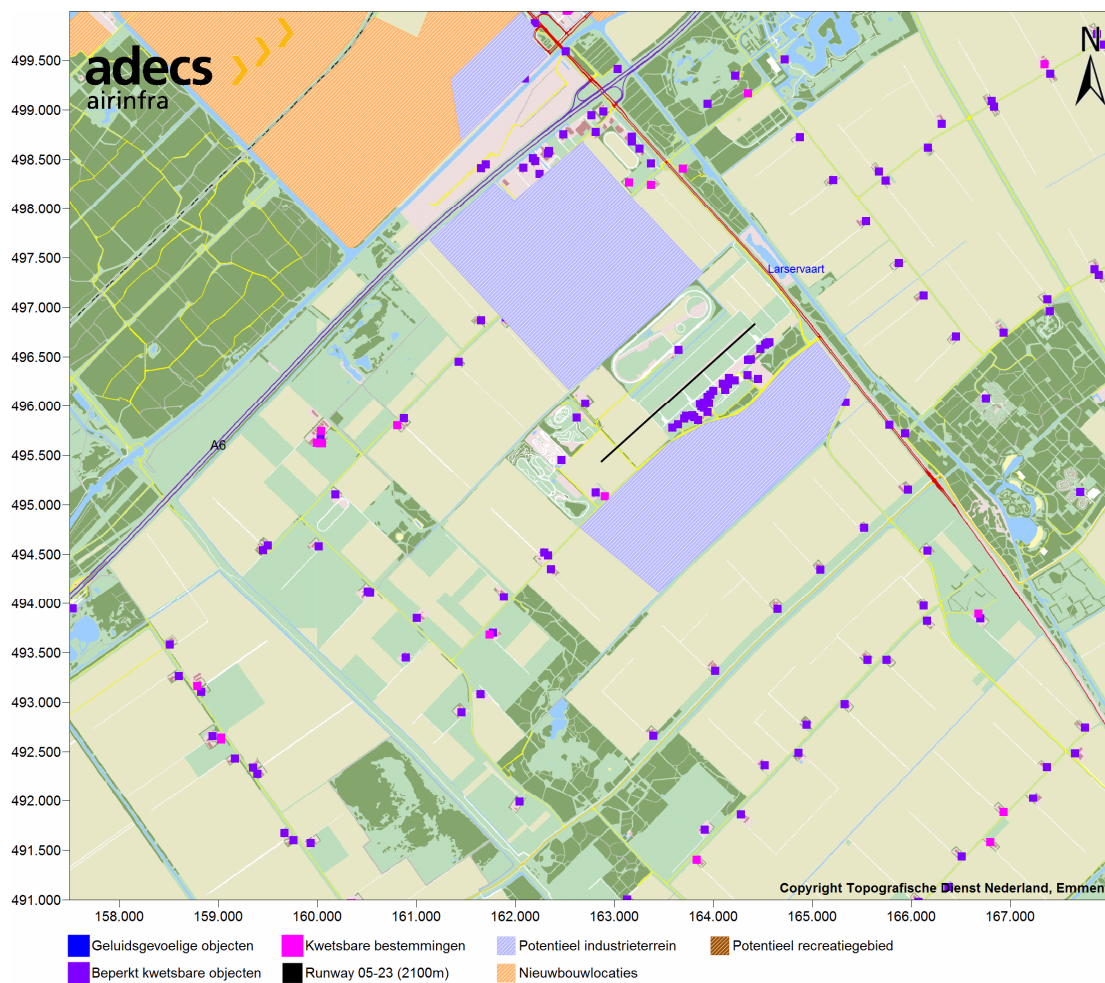 adecs
airinfra
N
499.500
499.000
498.500
498.000
497.500
497.000
496.500
496.000
495.500
495.000
494.500
494.000
493.500
493.000
492.500
492.000
491.500
491.000
Larservaart
A6
Copyright Topografische Dienst Nederland, Emmen
158.000 159.000 160.000 161.000 162.000 163.000 164.000 165.000 166.000 167.000
Geluidsgevoelige objecten Kwetsbare bestemmingen Potentieel industrieterrein Potentieel recreatiegebied
Beperkt kwetsbare objecten Runway 05-23 (2100m) Nieuwbouwlocaties